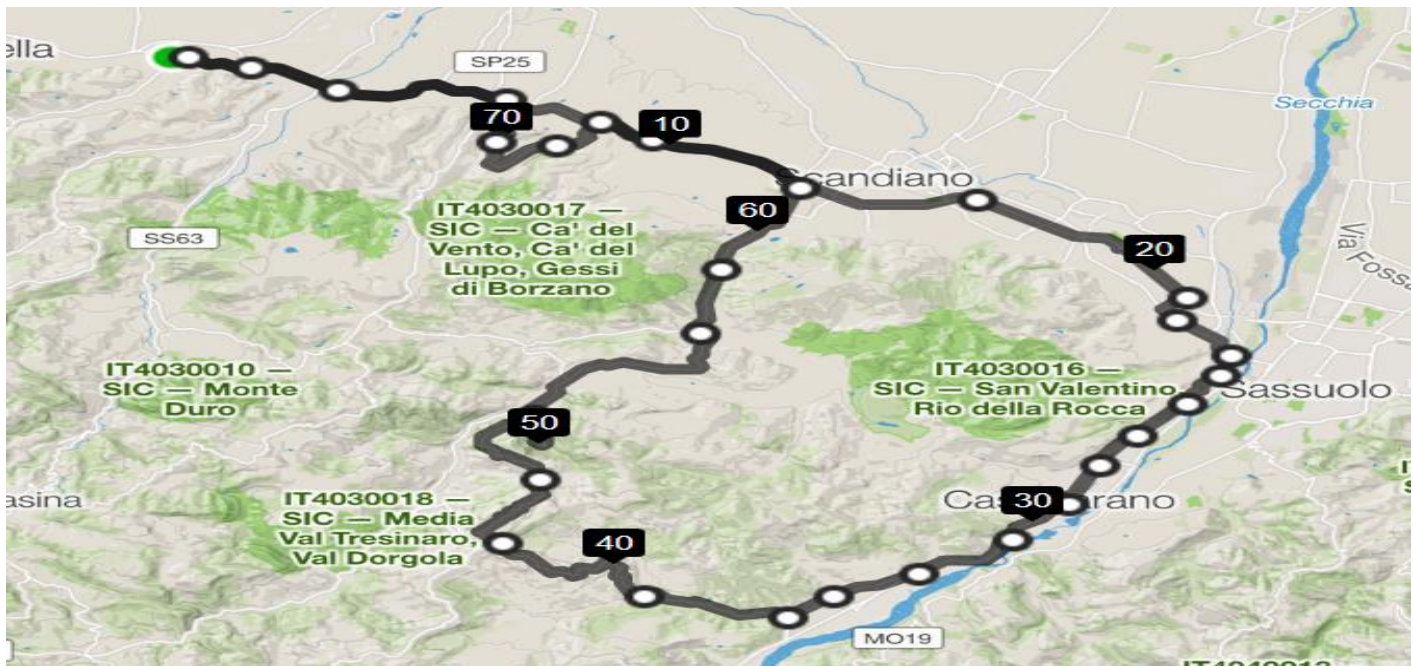 ella
SP25
Secchia
70
10
Scandiano
IT4030017 —
SIC — Ca' del
Vento, Ca' del
Lupo, Gessi
di Borzano
60
SS63
20
Via Fossa
IT4030010 —
SIC — Monte
Duro
IT4030016 —
SIC — San Valentino,
Rio della Rocca
Sassuolo
50
asina
IT4030018 —
SIC — Media
Val Tresinaro,
Val Dorgola
30
40
MO19